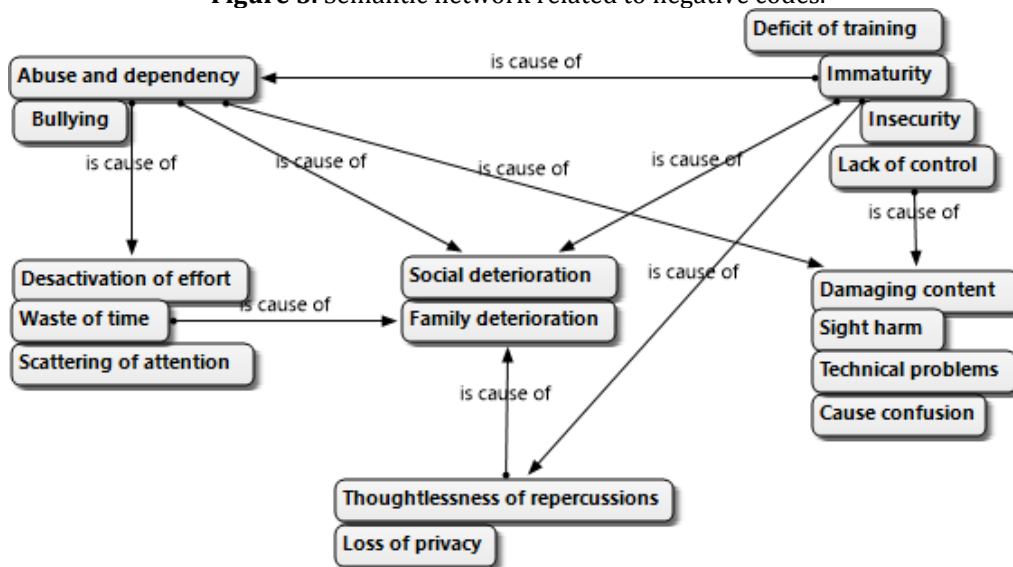 Figure 3. Semantic network related to negative codes.
Deficit of training
is cause of
Abuse and dependency
Immaturity
Bullying
Insecurity
is cause of
is cause of
is cause of
is cause of
Lack of control
is cause of
is cause of
Desactivation of effort
Social deterioration
Damaging content
Waste of time
is cause of
Family deterioration
Sight harm
Scattering of attention
Technical problems
is cause of
Cause confusion
Thoughtlessness of repercussions
Loss of privacy